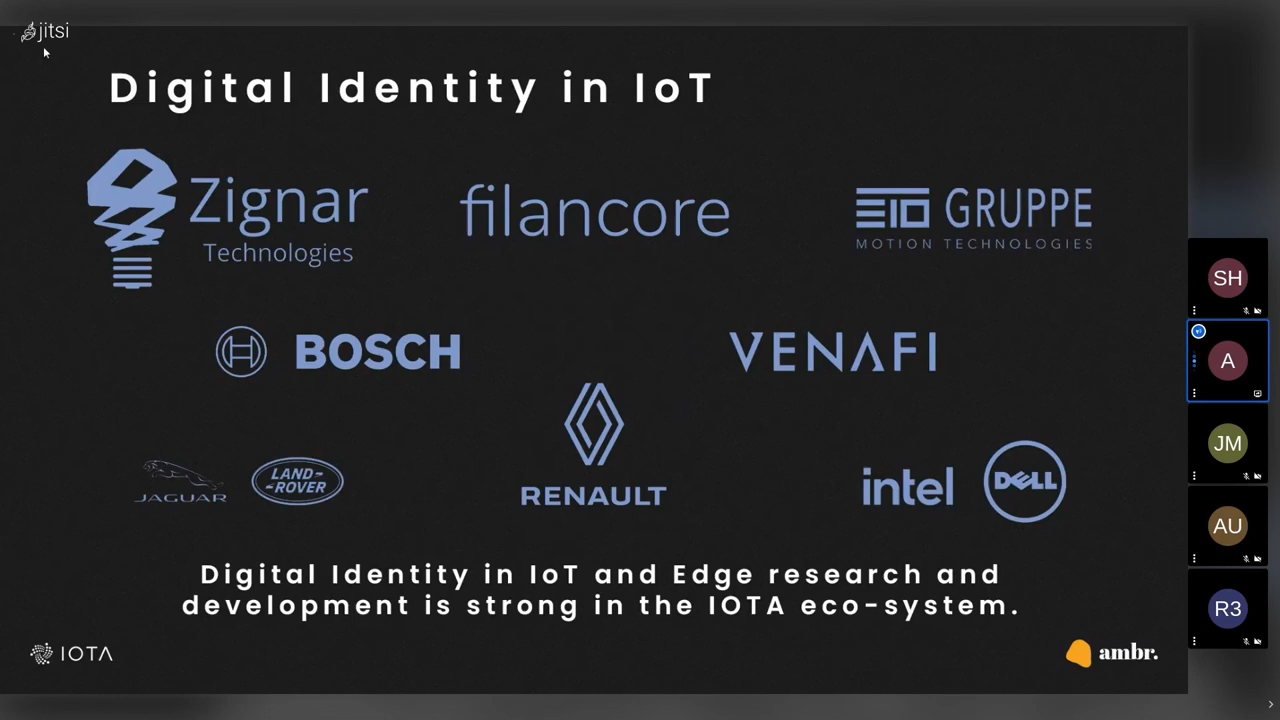 jitsi
Digital Identity in IoT
Zignar
Technologies
filancore
ETO GRUPPE
MOTION TECHNOLOGIES
BOSCH
VENAFI
JAGUAR
LAND-
-ROVER
RENAULT
intel
DELL
Digital Identity in IoT and Edge research and
development is strong in the IOTA eco-system.
IOTA
ambr.
SH
A
JM
AU
R3